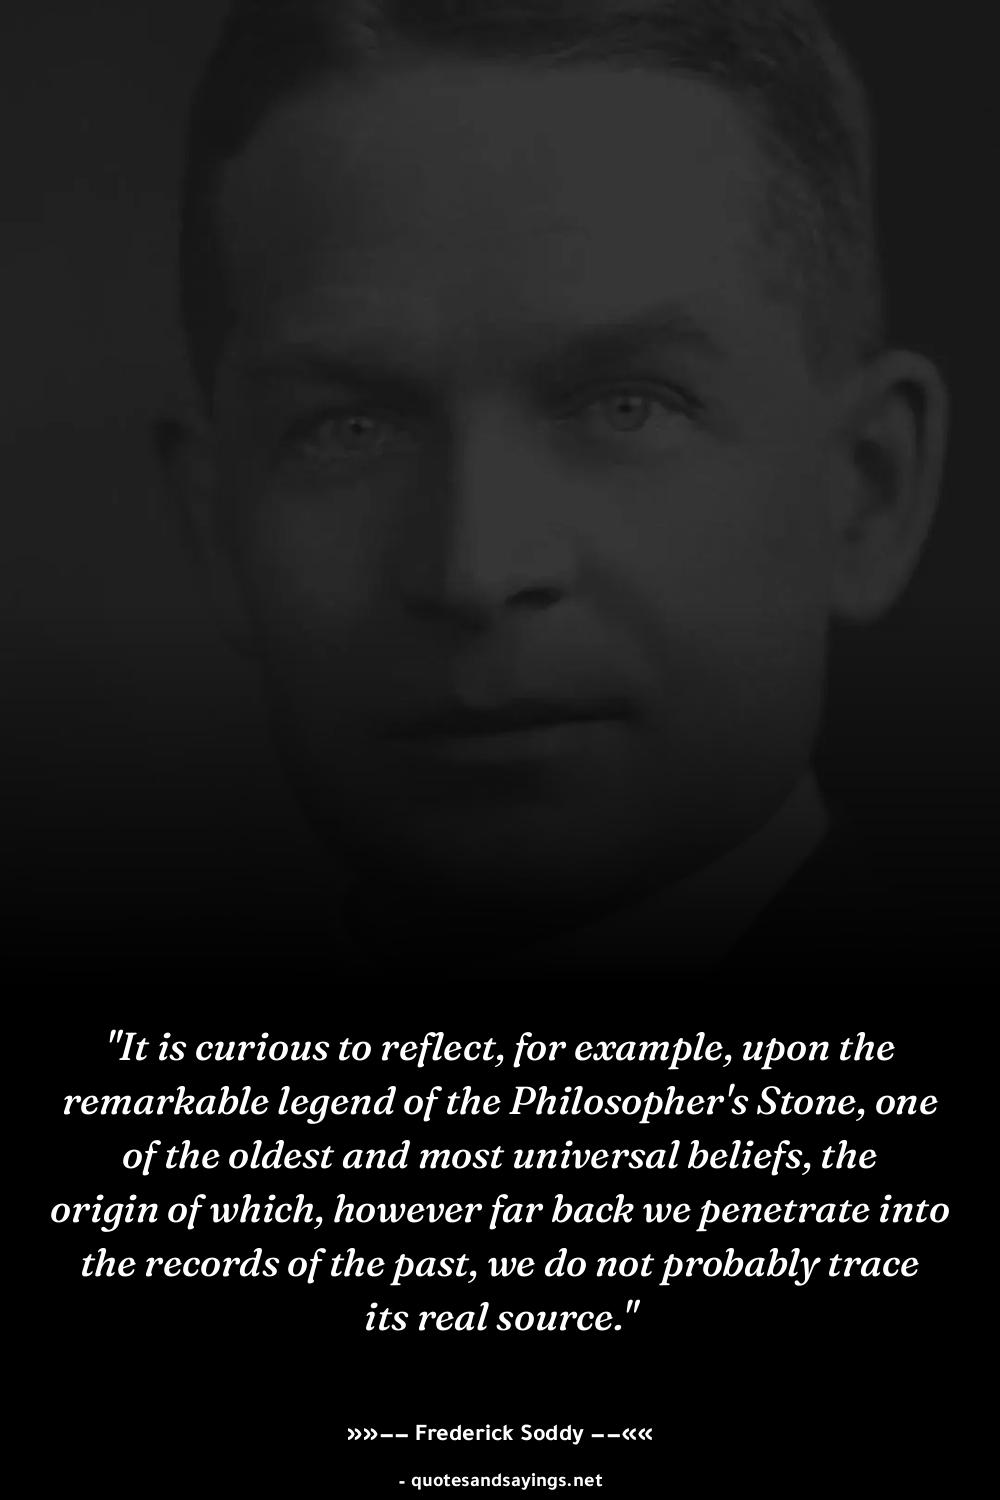 "It is curious to reflect, for example, upon the
remarkable legend of the Philosopher's Stone, one
of the oldest and most universal beliefs, the
origin of which, however far back we penetrate into
the records of the past, we do not probably trace
its real source."
»»−− Frederick Soddy −−««
- quotesandsayings.net